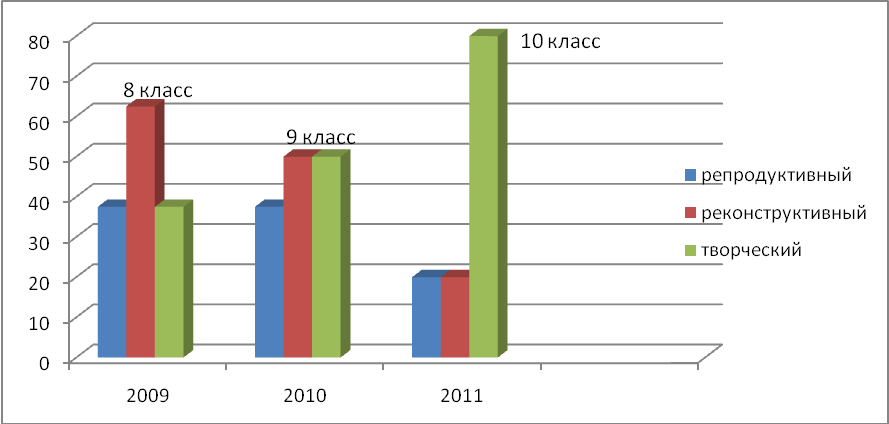 80
70
60
50
40
30
20
10
0
8 класс
9 класс
10 класс
2009
2010
2011
репродуктивный
реконструктивный
творческий